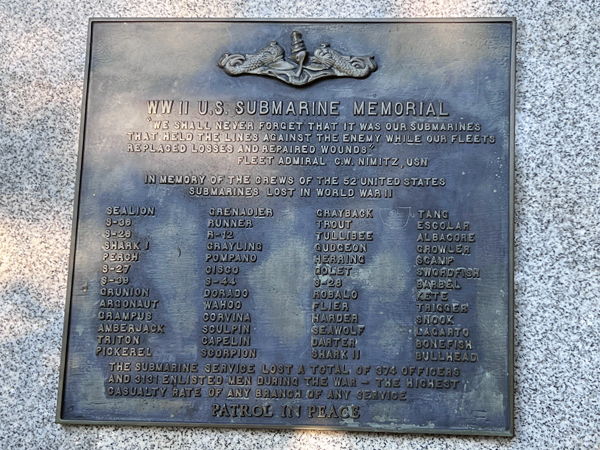 WW II U.S. SUBMARINE MEMORIAL
"WE SHALL NEVER FORGET THAT IT WAS OUR SUBMARINES
THAT HELD THE LINES AGAINST THE ENEMY WHILE OUR FLEETS
REPLACED LOSSES AND REPAIRED WOUNDS"
FLEET ADMIRAL C.W. NIMITZ, USN
IN MEMORY OF THE CREWS OF THE 52 UNITED STATES
SUBMARINES LOST IN WORLD WAR II
SEALION GRENADIER GRAYBACK TANG
S-36 RUNNER TROUT ESCOLAR
S-26 R-12 TULLIBEE ALBACORE
SHARK I GRAYLING GUDGEON GROWLER
PERCH POMPANO HERRING SCAMP
S-27 CISCO GOLET SWORDFISH
S-39 S-44 S-28 BARBEL
GRUNION DORADO ROBALO KETE
ARGONAUT WAHOO FLIER TRIGGER
GRAMPUS CORVINA HARDER SNOOK
AMBERJACK SCULPIN SEAWOLF LAGARTO
TRITON CAPELIN DARTER BONEFISH
PICKEREL SCORPION SHARK II BULLHEAD
THE SUBMARINE SERVICE LOST A TOTAL OF 374 OFFICERS
AND 3131 ENLISTED MEN DURING THE WAR – THE HIGHEST
CASUALTY RATE OF ANY BRANCH OF ANY SERVICE
PATROL IN PEACE